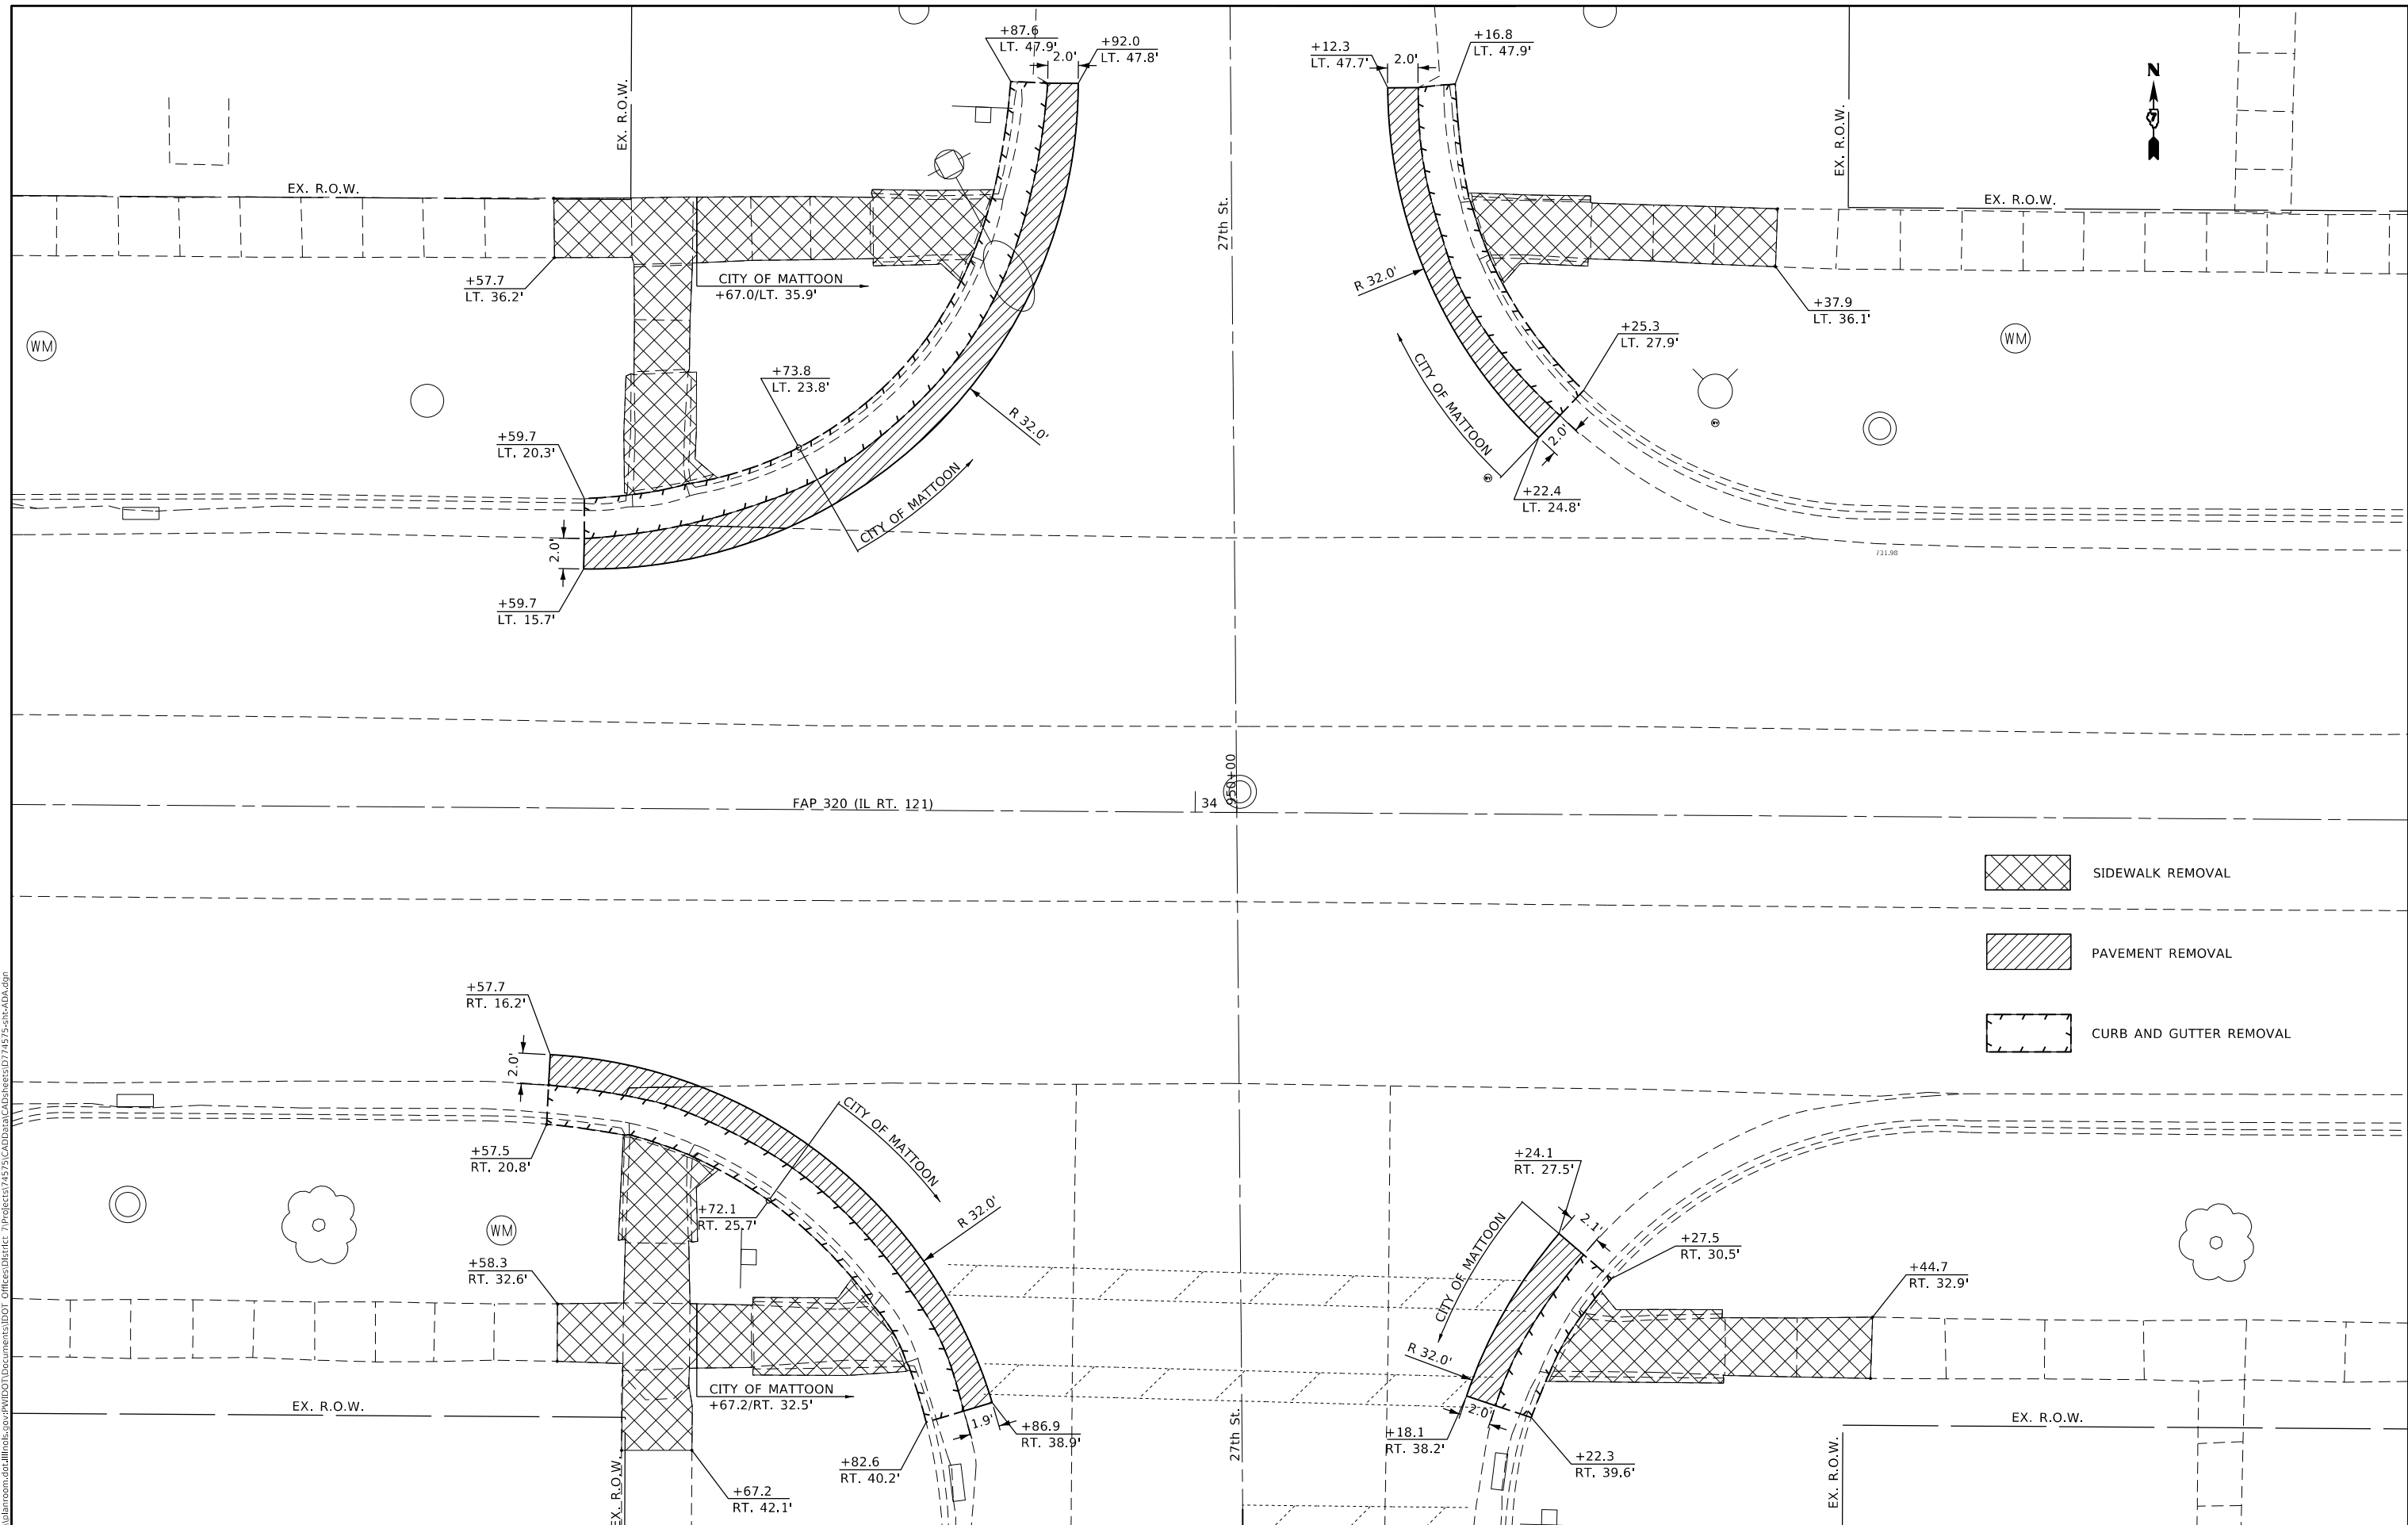 +87.6
LT. 47.9'
2.0'
+92.0
LT. 47.8'
+12.3
LT. 47.7'
2.0'
+16.8
LT. 47.9'
N
EX. R.O.W.
EX. R.O.W.
EX. R.O.W.
EX. R.O.W.
27th St.
+57.7
LT. 36.2'
CITY OF MATTOON
+67.0/LT. 35.9'
R 32.0'
+37.9
LT. 36.1'
WM
WM
+25.3
LT. 27.9'
CITY OF MATTOON
+73.8
LT. 23.8'
R 32.0'
+59.7
LT. 20.3'
2.0'
CITY OF MATTOON
+22.4
LT. 24.8'
2.0'
731.98
+59.7
LT. 15.7'
950+00
FAP 320 (IL RT. 121)
34
SIDEWALK REMOVAL
PAVEMENT REMOVAL
CURB AND GUTTER REMOVAL
+57.7
RT. 16.2'
2.0'
+57.5
RT. 20.8'
CITY OF MATTOON
+24.1
RT. 27.5'
+72.1
RT. 25.7'
R 32.0'
2.1'
CITY OF MATTOON
+27.5
RT. 30.5'
WM
+58.3
RT. 32.6'
+44.7
RT. 32.9'
R 32.0'
CITY OF MATTOON
+67.2/RT. 32.5'
EX. R.O.W.
EX. R.O.W.
1.9'
+86.9
RT. 38.9'
27th St.
2.0'
+18.1
RT. 38.2'
+22.3
RT. 39.6'
+82.6
RT. 40.2'
+67.2
RT. 42.1'
EX. R.O.W.
EX. R.O.W.